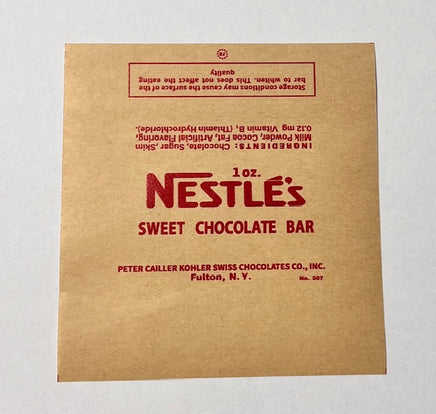 Storage conditions may cause the surface of the
bar to whiten. This does not affect the eating
quality
INGREDIENTS: Chocolate, Sugar, Skim
Milk Powder, Cocoa Fat, Artificial Flavoring,
0.12 mg Vitamin B, (Thiamin Hydrochloride).
1 oz.
NESTLÉ'S
SWEET CHOCOLATE BAR
PETER CAILLER KOHLER SWISS CHOCOLATES CO., INC.
Fulton, N. Y.
No. 507